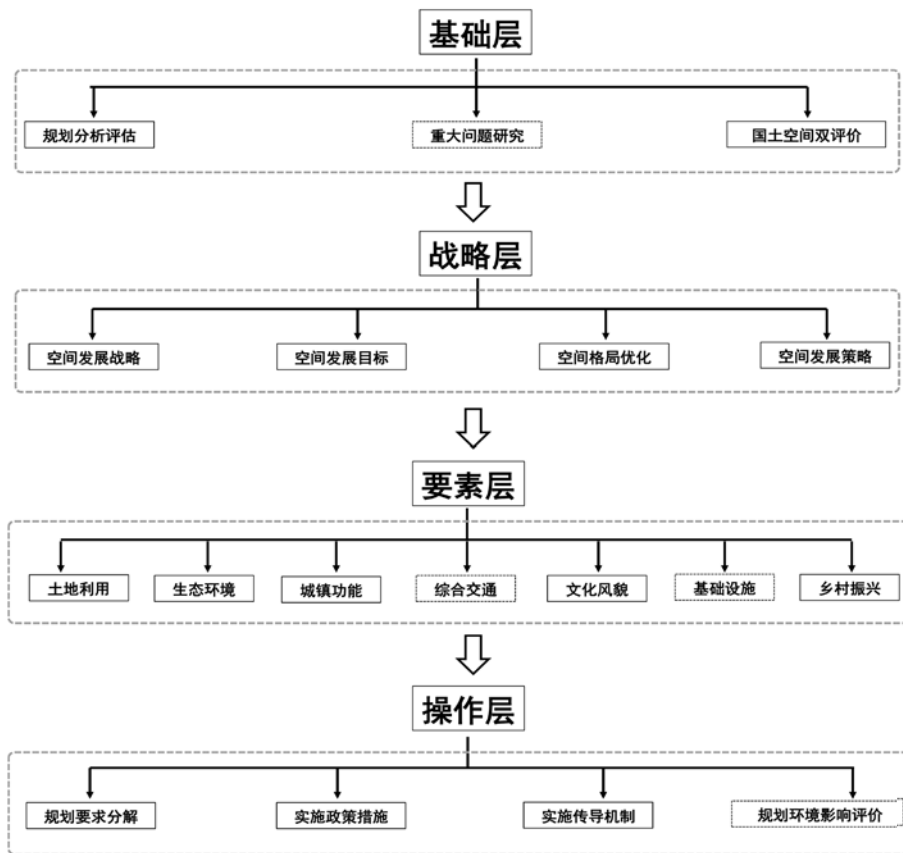 基础层
规划分析评估
重大问题研究
国土空间双评价
战略层
空间发展战略
空间发展目标
空间格局优化
空间发展策略
要素层
土地利用
生态环境
城镇功能
综合交通
文化风貌
基础设施
乡村振兴
操作层
规划要求分解
实施政策措施
实施传导机制
规划环境影响评价